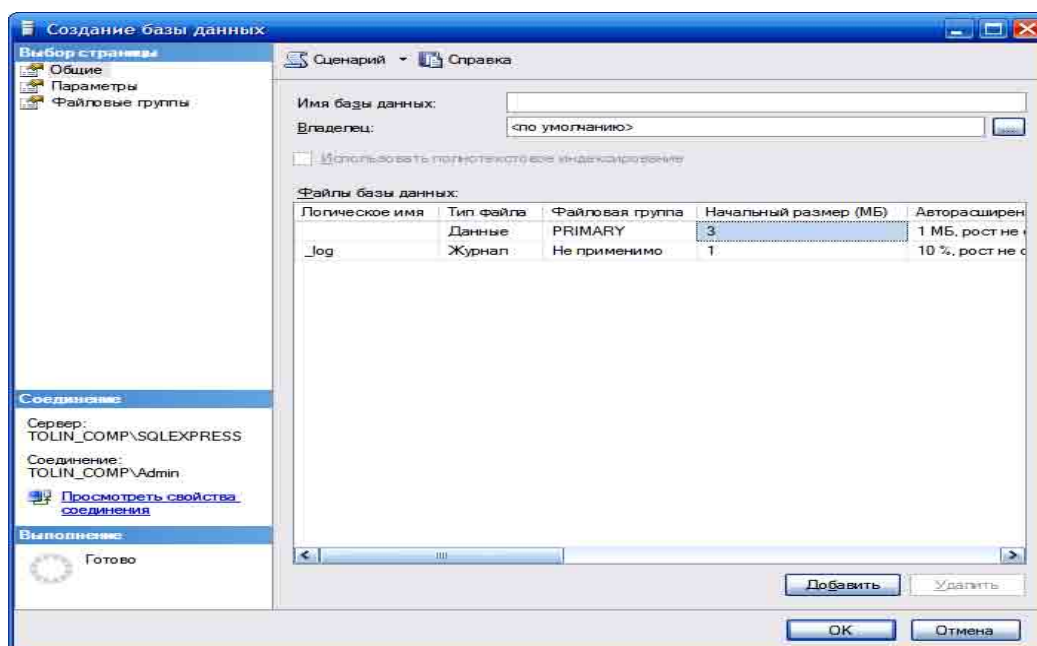 Создание базы данных
Выбор страницы
Общие
Параметры
Файловые группы
Сценарий
Справка
Имя базы данных:
Владелец:
<по умолчанию>
...
Использовать полнотекстовое индексирование
Файлы базы данных:
Логическое имя Тип файла Файловая группа Начальный размер (МБ) Авторасширен
Данные PRIMARY 3 1 МБ, рост не
_log Журнал Не применимо 1 10 %, рост не о
Соединение
Сервер:
TOLIN_COMP\SQLEXPRESS
Соединение:
TOLIN_COMP\Admin
Просмотреть свойства
соединения
Выполнение
Готово
Добавить
Удалить
OK
Отмена